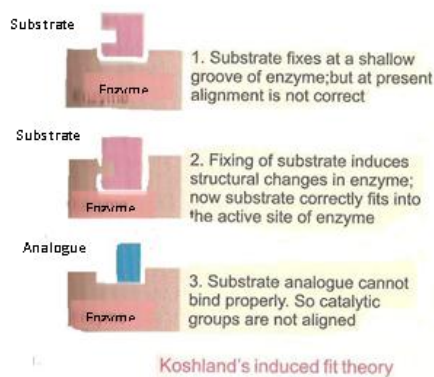 Substrate
Enzyme
1. Substrate fixes at a shallow
groove of enzyme;but at present
alignment is not correct
Substrate
Enzyme
2. Fixing of substrate induces
structural changes in enzyme;
now substrate correctly fits into
the active site of enzyme
Analogue
Enzyme
3. Substrate analogue cannot
bind properly. So catalytic
groups are not aligned
Koshland's induced fit theory